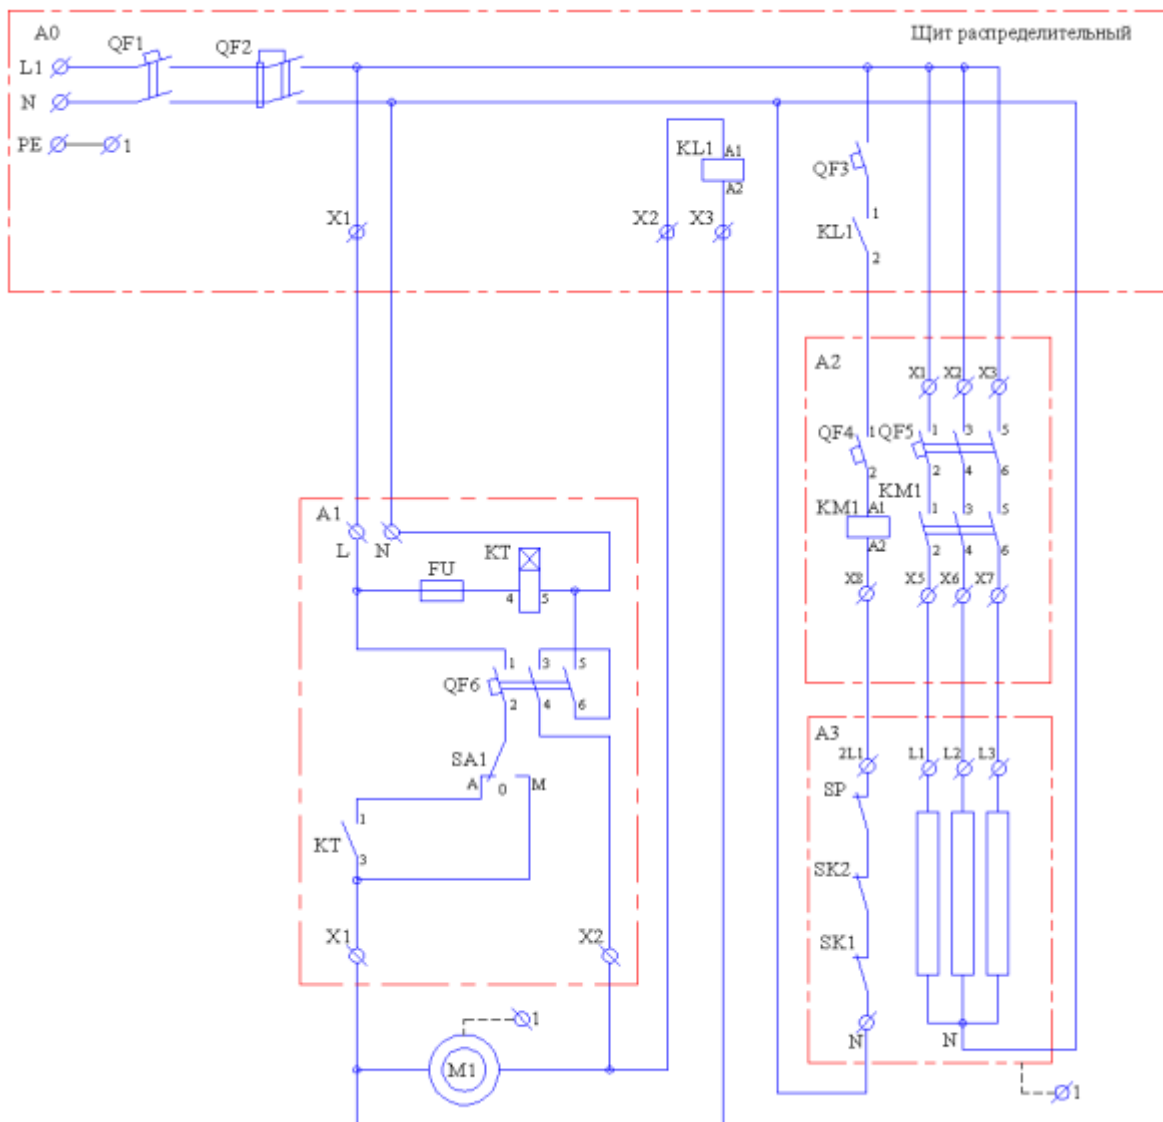 A0 QF1 QF2 Щит распределительный
L1
N
PE 1
KL1 A1
A2
QF3
X1 X2 X3
1
KL1
2
A2
X1 X2 X3
QF4 1 QF5 1 3 5
2 2 4 6
KM1
KM1 A1 1 3 5
A2 2 4 6
X8 X5 X6 X7
A1
L N KT
FU
4 5
1 3 5
QF6
2 4 6
SA1
A 0 M
1
KT
3
X1 X2
A3
2L1 L1 L2 L3
SP
SK2
SK1
N N
1
M1
1